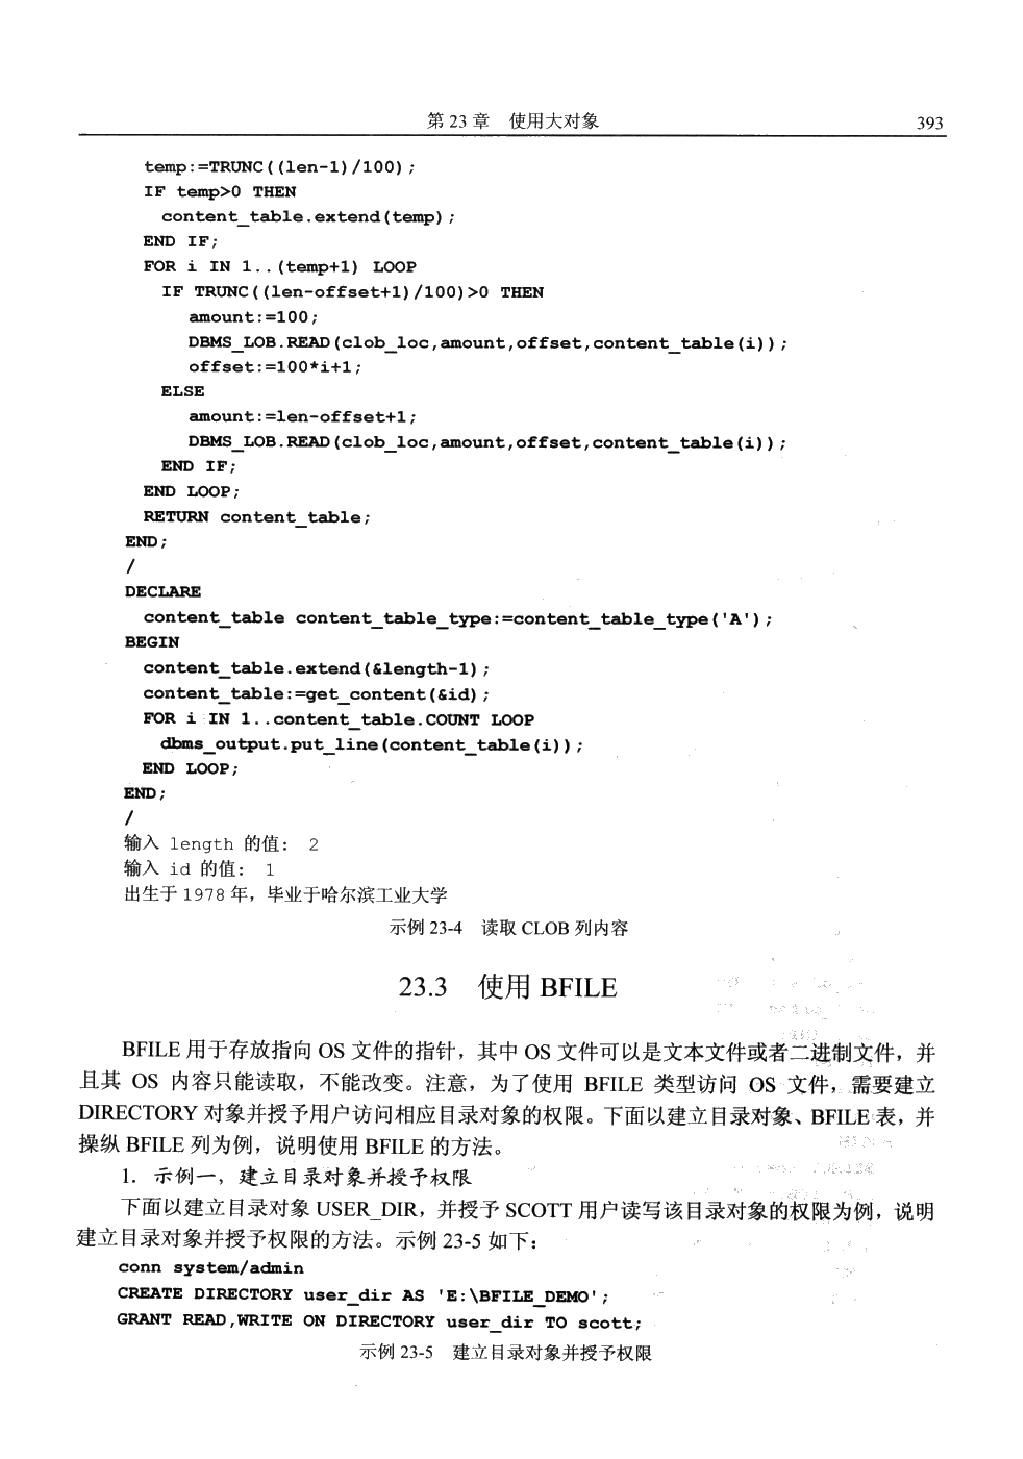 第 23 章　使用大对象　393
temp:=TRUNC((len-1)/100);
IF temp>0 THEN
content_table.extend(temp);
END IF;
FOR i IN 1..(temp+1) LOOP
IF TRUNC((len-offset+1)/100)>0 THEN
amount:=100;
DBMS_LOB.READ(clob_loc,amount,offset,content_table(i));
offset:=100*i+1;
ELSE
amount:=len-offset+1;
DBMS_LOB.READ(clob_loc,amount,offset,content_table(i));
END IF;
END LOOP;
RETURN content_table;
END;
/
DECLARE
content_table content_table_type:=content_table_type('A');
BEGIN
content_table.extend(&length-1);
content_table:=get_content(&id);
FOR i IN 1..content_table.COUNT LOOP
dbms_output.put_line(content_table(i));
END LOOP;
END;
/
输入 length 的值: 2
输入 id 的值: 1
出生于 1978 年，毕业于哈尔滨工业大学
示例 23-4　读取 CLOB 列内容
23.3　使用 BFILE
BFILE 用于存放指向 OS 文件的指针，其中 OS 文件可以是文本文件或者二进制文件，并
且其 OS 内容只能读取，不能改变。注意，为了使用 BFILE 类型访问 OS 文件，需要建立
DIRECTORY 对象并授予用户访问相应目录对象的权限。下面以建立目录对象、BFILE 表，并
操纵 BFILE 列为例，说明使用 BFILE 的方法。
1. 示例一，建立目录对象并授予权限
下面以建立目录对象 USER_DIR，并授予 SCOTT 用户读写该目录对象的权限为例，说明
建立目录对象并授予权限的方法。示例 23-5 如下：
conn system/admin
CREATE DIRECTORY user_dir AS 'E:\BFILE_DEMO';
GRANT READ,WRITE ON DIRECTORY user_dir TO scott;
示例 23-5　建立目录对象并授予权限